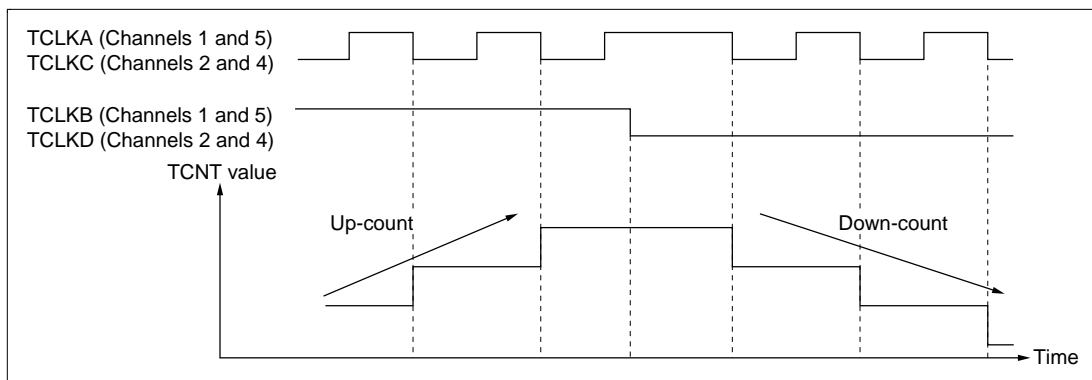 TCLKA (Channels 1 and 5)
TCLKC (Channels 2 and 4)
TCLKB (Channels 1 and 5)
TCLKD (Channels 2 and 4)
TCNT value
Up-count
Down-count
Time